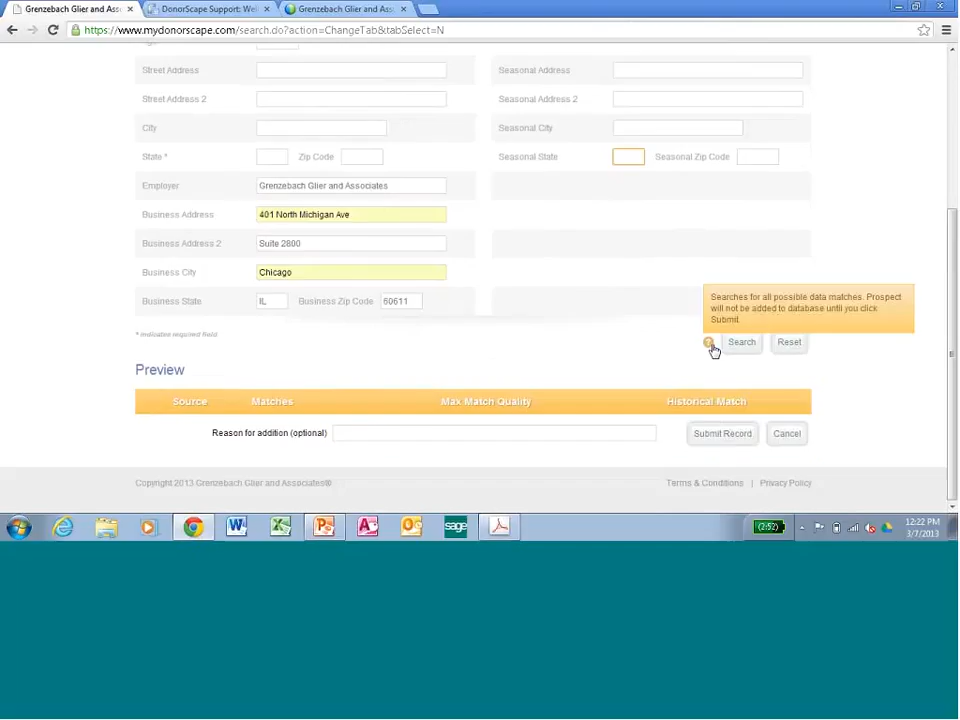 Grenzebach Glier and Asso
DonorScape Support: Wel
Grenzebach Glier and Asso
https://www.mydonorscape.com/search.do?action=ChangeTab&tabSelect=N
Street Address
Seasonal Address
Street Address 2
Seasonal Address 2
City
Seasonal City
State * Zip Code
Seasonal State Seasonal Zip Code
Employer Grenzebach Glier and Associates
Business Address 401 North Michigan Ave
Business Address 2 Suite 2800
Business City Chicago
Business State IL Business Zip Code 60611
Searches for all possible data matches. Prospect
will not be added to database until you click
Submit.
* indicates required field
Search Reset
Preview
Source Matches Max Match Quality Historical Match
Reason for addition (optional) Submit Record Cancel
Copyright 2013 Grenzebach Glier and Associates® Terms & Conditions | Privacy Policy
sage
(2:52)
12:22 PM
3/7/2013